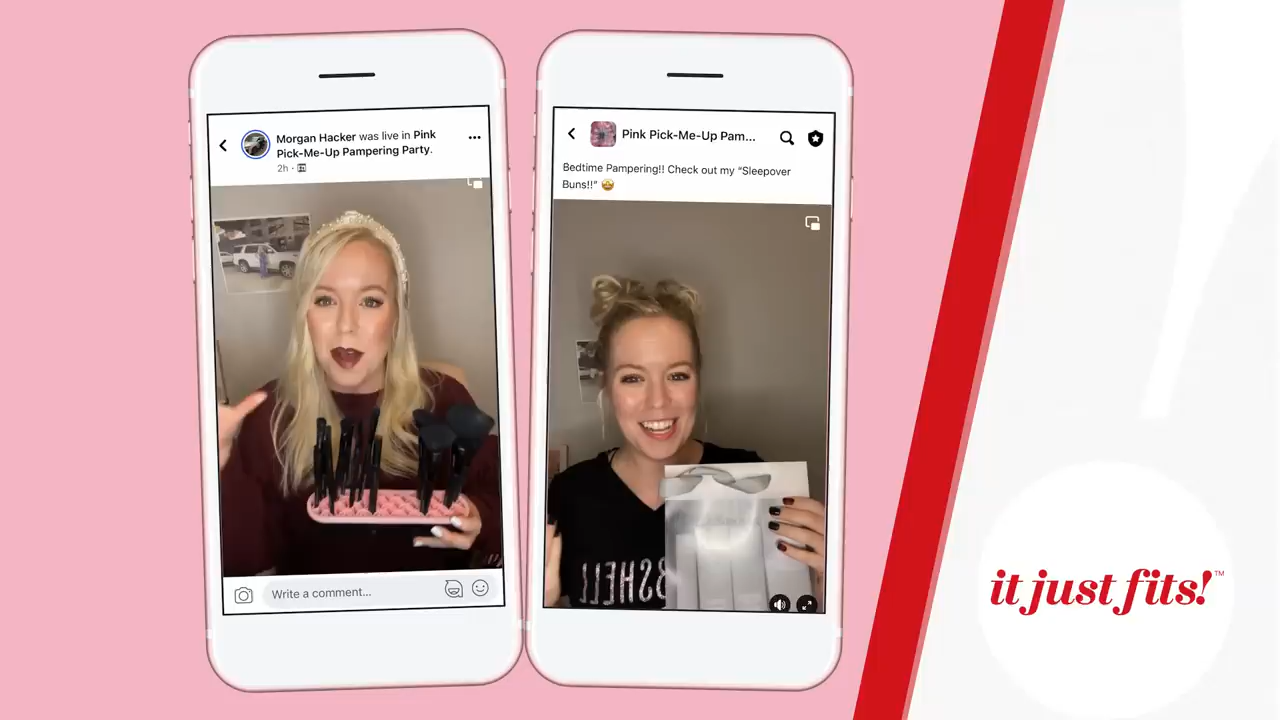 Morgan Hacker was live in Pink
Pick-Me-Up Pampering Party.
2h ·
Write a comment...
Pink Pick-Me-Up Pam...
Bedtime Pampering!! Check out my “Sleepover
Buns!!” 🤩
BSHELL
it just fits!™